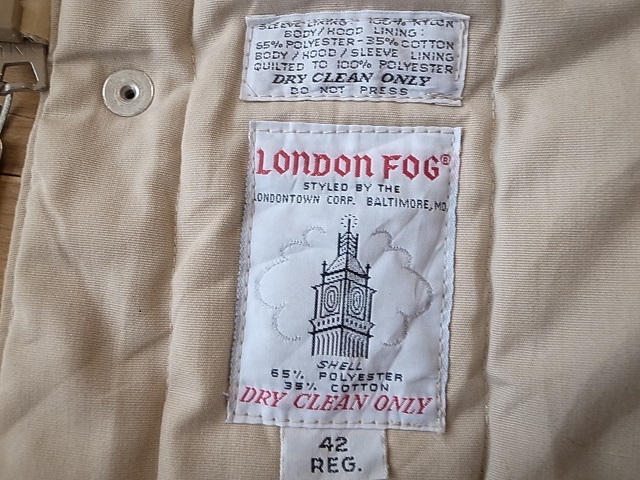 SLEEVE LINING: 100% NYLON
BODY/HOOD LINING:
65% POLYESTER-35% COTTON
BODY/HOOD/SLEEVE LINING
QUILTED TO 100% POLYESTER
DRY CLEAN ONLY
DO NOT PRESS
LONDON FOG®
STYLED BY THE
LONDONTOWN CORP. BALTIMORE, MD.
SHELL
65% POLYESTER
35% COTTON
DRY CLEAN ONLY
42
REG.